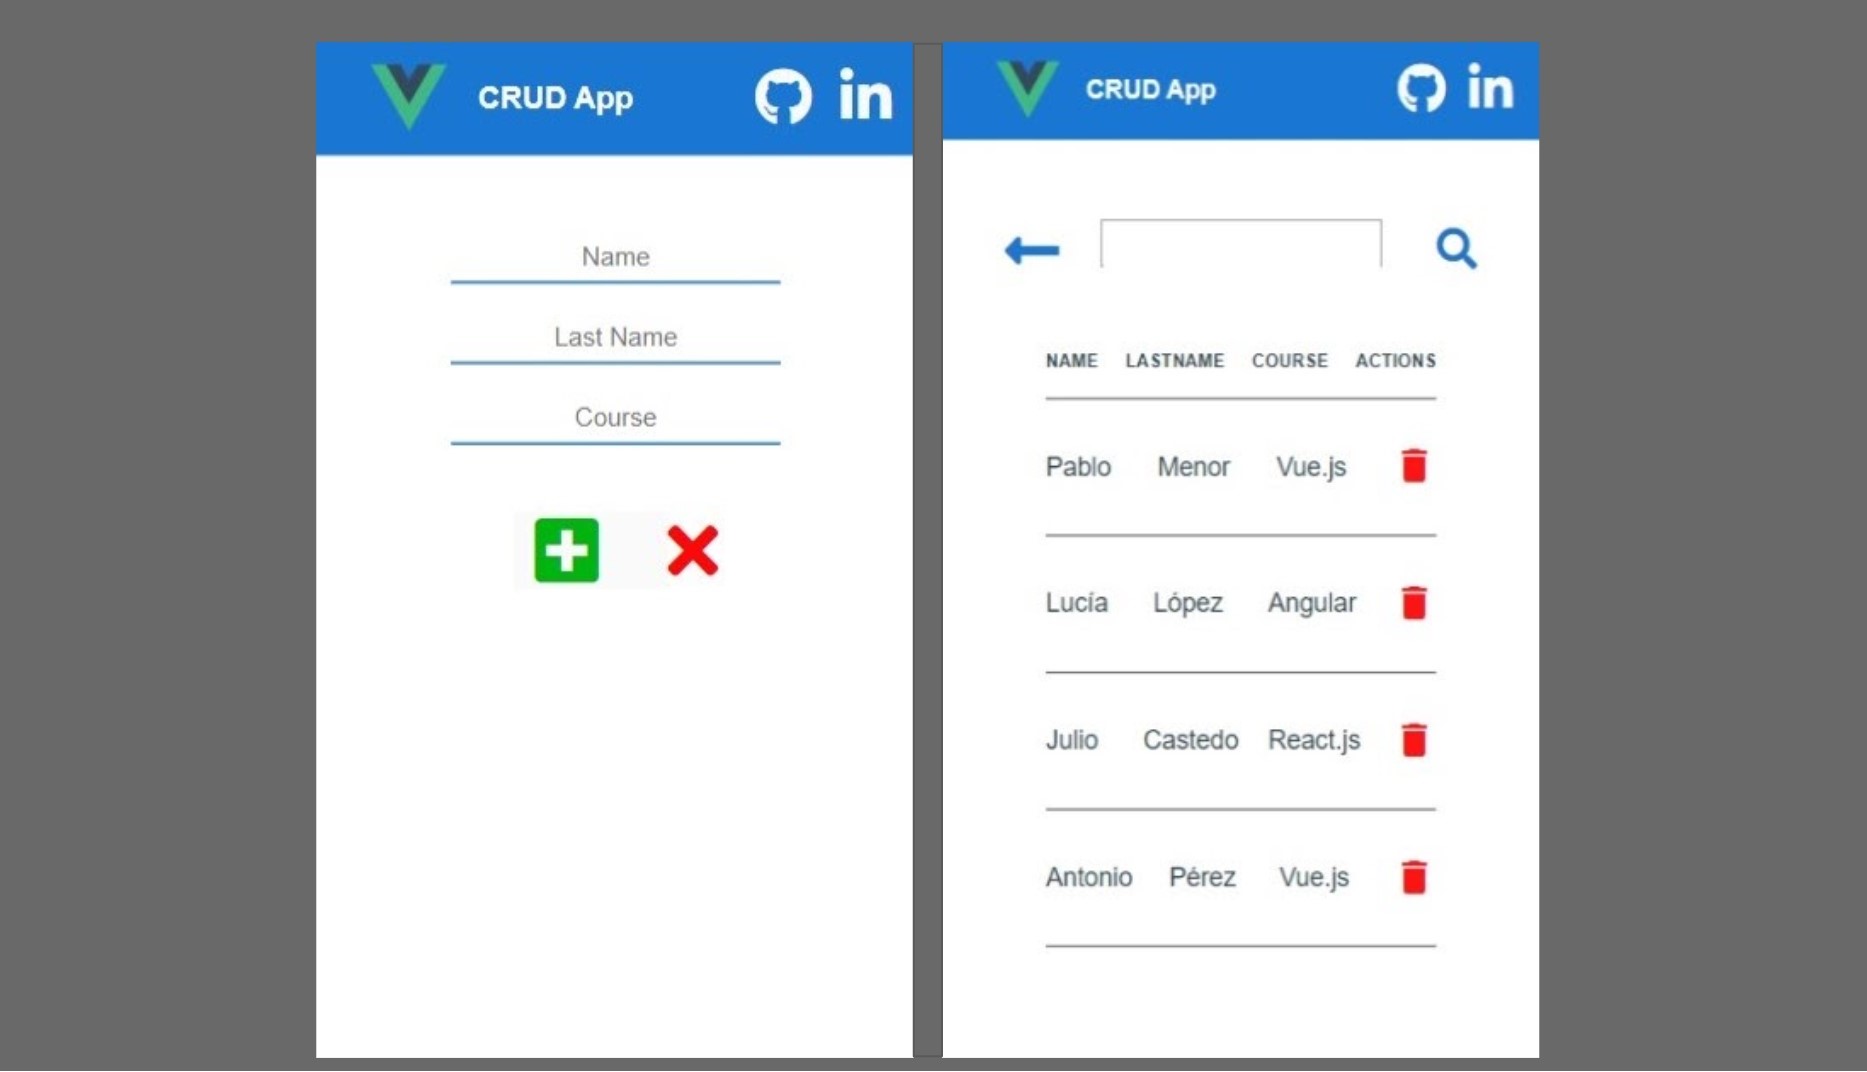 CRUD App
in
Name
Last Name
Course
CRUD App
in
NAME LASTNAME COURSE ACTIONS
Pablo Menor Vue.js
Lucía López Angular
Julio Castedo React.js
Antonio Pérez Vue.js